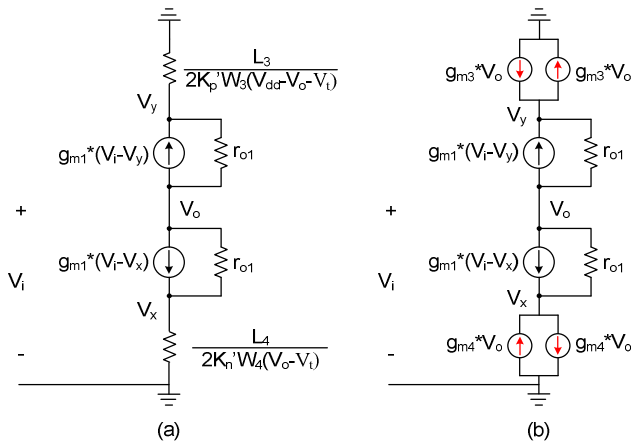 L3
2Kp'W3(Vdd-Vo-Vt)
Vy
gm1*(Vi-Vy)
ro1
Vo
+
Vi
-
gm1*(Vi-Vx)
ro1
Vx
L4
2Kn'W4(Vo-Vt)
(a)
gm3*Vo
gm3*Vo
Vy
gm1*(Vi-Vy)
ro1
Vo
+
Vi
-
gm1*(Vi-Vx)
ro1
Vx
gm4*Vo
gm4*Vo
(b)